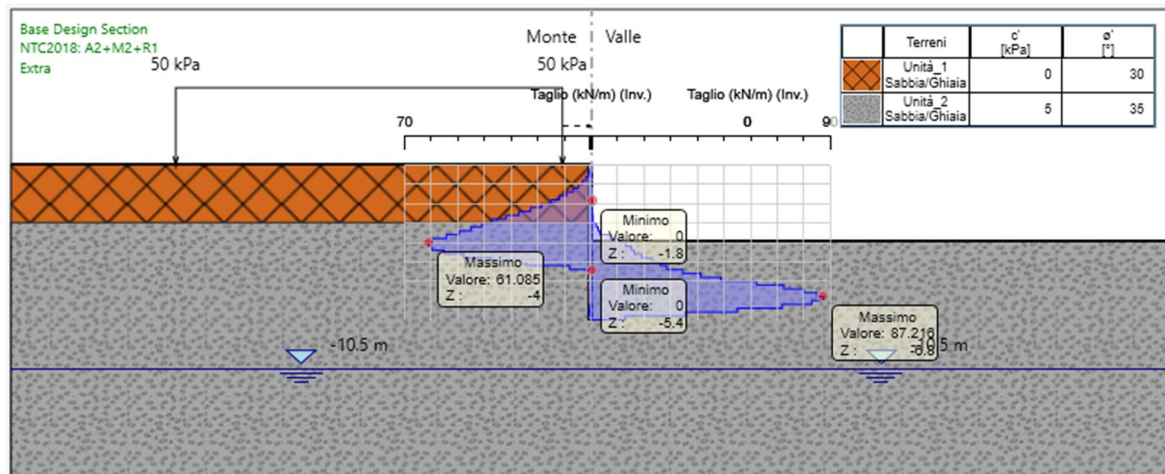 Base Design Section
NTC2018: A2+M2+R1
Extra
50 kPa
Monte
Valle
50 kPa
Taglio (kN/m) (Inv.)
Taglio (kN/m) (Inv.)
70
0
90
Terreni
c'
[kPa]
ø'
[°]
Unità_1
Sabbia/Ghiaia
0
30
Unità_2
Sabbia/Ghiaia
5
35
Minimo
Valore: 0
Z : -1.8
Massimo
Valore: 61.085
Z : -4
Minimo
Valore: 0
Z : -5.4
Massimo
Valore: 87.216
Z : -6.8
-10.5 m